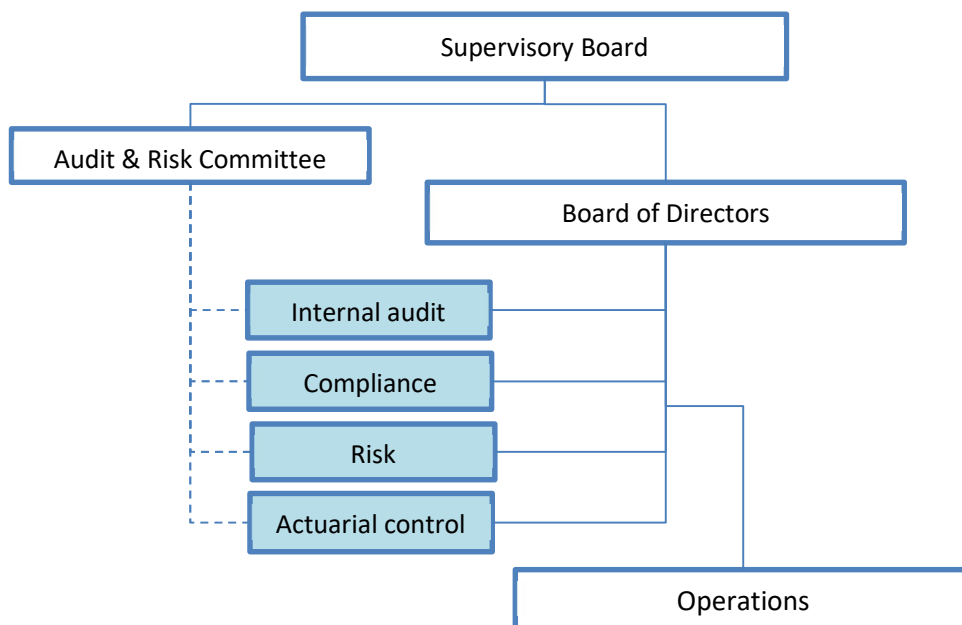 Supervisory Board
Audit & Risk Committee
Board of Directors
Internal audit
Compliance
Risk
Actuarial control
Operations